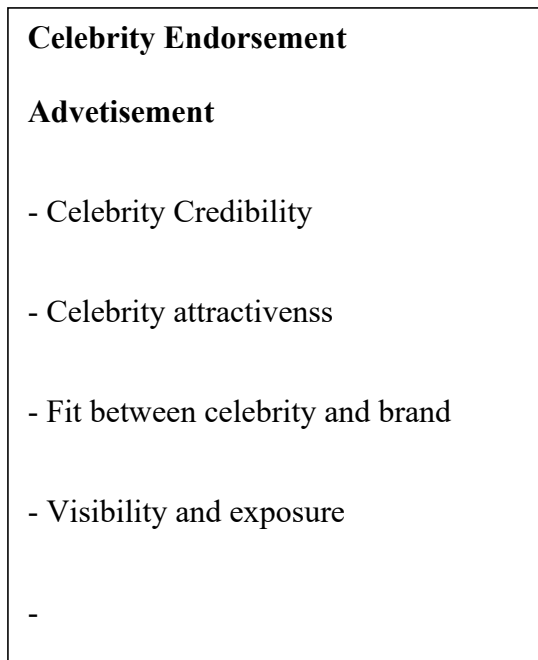 Celebrity Endorsement
Advetisement
- Celebrity Credibility
- Celebrity attractivenss
- Fit between celebrity and brand
- Visibility and exposure
-